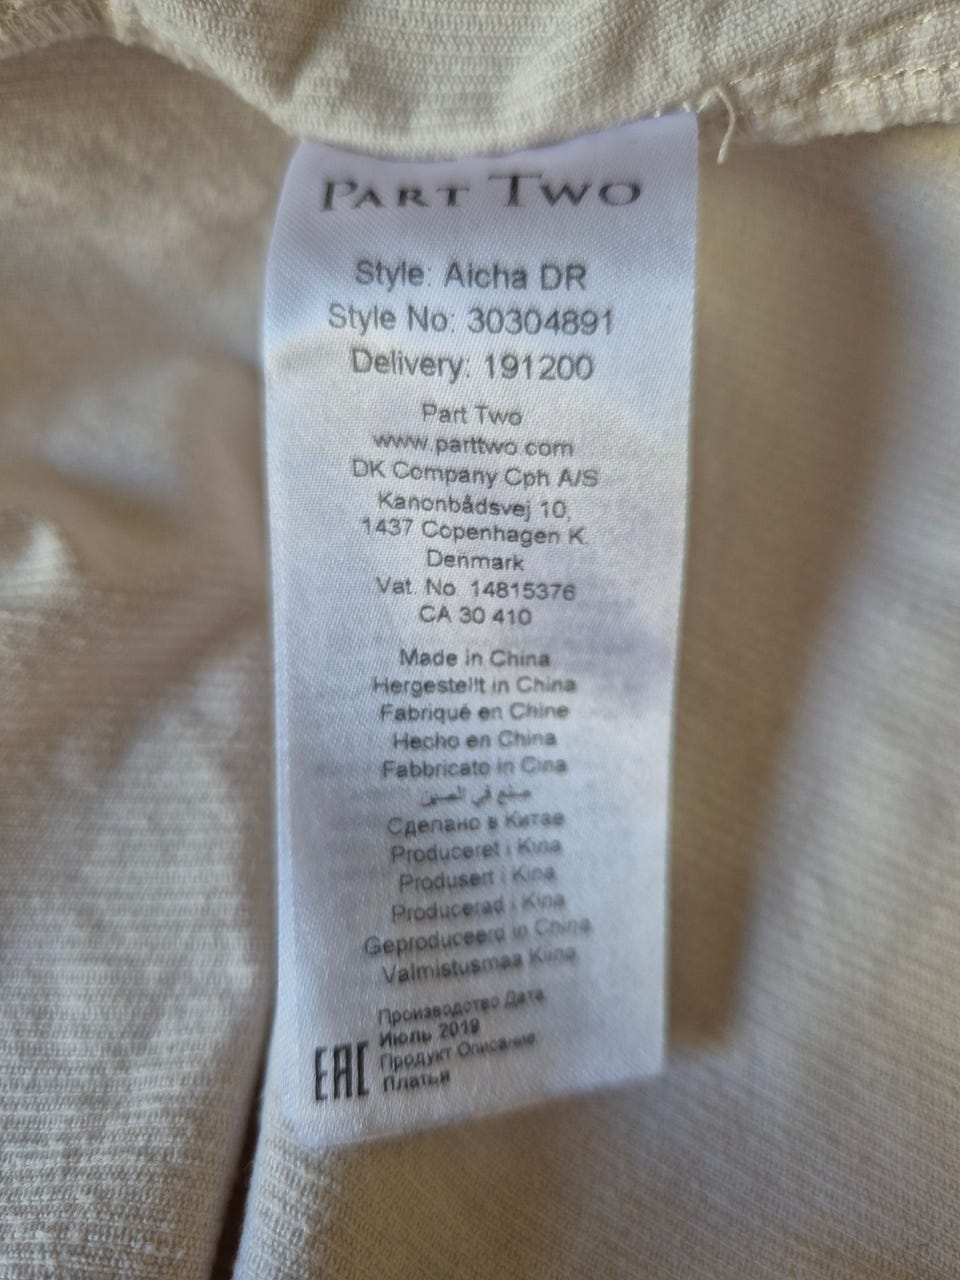 PART TWO
Style: Aicha DR
Style No: 30304891
Delivery: 191200
Part Two
www.parttwo.com
DK Company Cph A/S
Kanonbådsvej 10,
1437 Copenhagen K.
Denmark
Vat. No. 14815376
CA 30 410
Made in China
Hergestellt in China
Fabriqué en Chine
Hecho en China
Fabbricato in Cina
صنع في الصين
Сделано в Китае
Produceret i Kina
Produsert i Kina
Producerad i Kina
Geproduceerd in China
Valmistusmaa Kiina
Производство Дата
Июль 2019
Продукт Описание
Платья
EAC